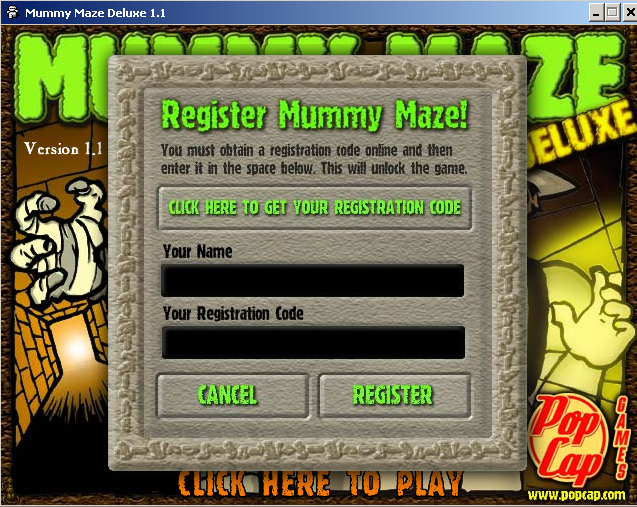 Mummy Maze Deluxe 1.1
MUMMY MAZE
DELUXE
Version 1.1
Register Mummy Maze!
You must obtain a registration code online and then
enter it in the space below. This will unlock the game.
CLICK HERE TO GET YOUR REGISTRATION CODE
Your Name
Your Registration Code
CANCEL
REGISTER
PopCap
GAMES
CLICK HERE TO PLAY
www.popcap.com